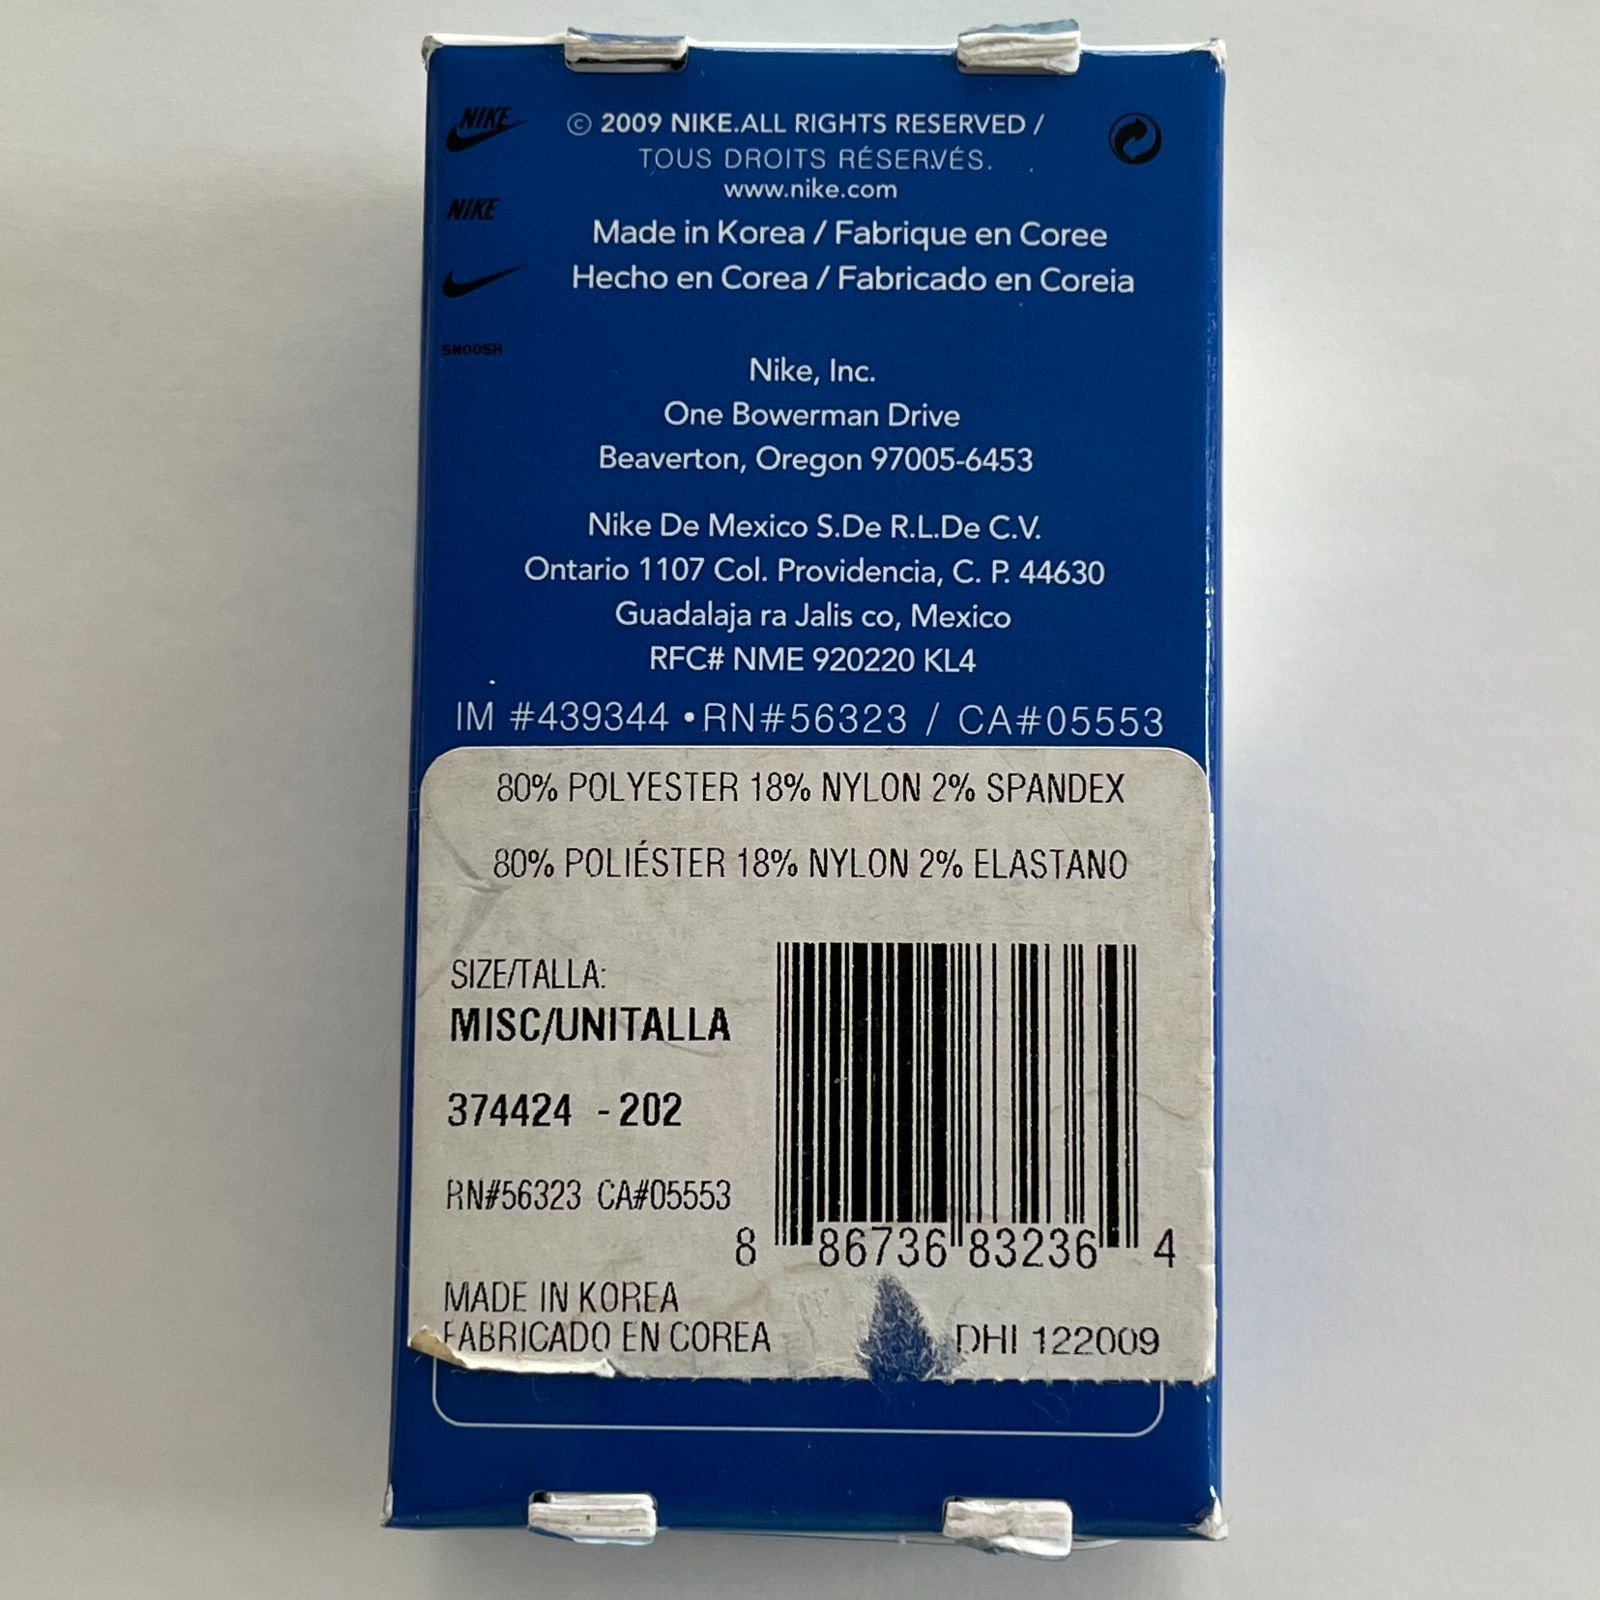 NIKE
© 2009 NIKE.ALL RIGHTS RESERVED /
TOUS DROITS RÉSERVÉS.
www.nike.com
NIKE
Made in Korea / Fabrique en Coree
Hecho en Corea / Fabricado en Coreia
SWOOSH
Nike, Inc.
One Bowerman Drive
Beaverton, Oregon 97005-6453
Nike De Mexico S.De R.L.De C.V.
Ontario 1107 Col. Providencia, C. P. 44630
Guadalaja ra Jalis co, Mexico
RFC# NME 920220 KL4
IM #439344 • RN#56323 / CA#05553
80% POLYESTER 18% NYLON 2% SPANDEX
80% POLIÉSTER 18% NYLON 2% ELASTANO
SIZE/TALLA:
MISC/UNITALLA
374424 - 202
RN#56323 CA#05553
8 86736 83236 4
MADE IN KOREA
FABRICADO EN COREA
DHI 122009